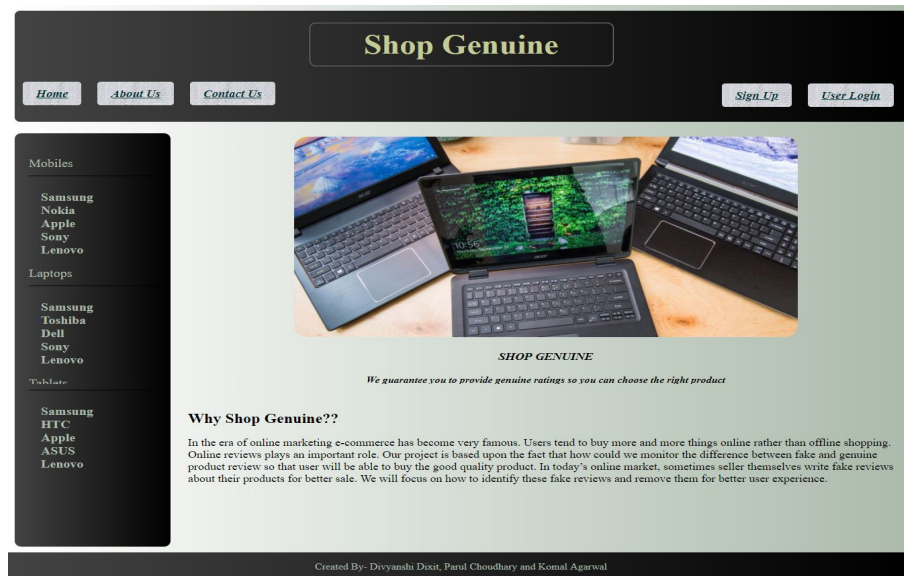 Shop Genuine
Home About Us Contact Us Sign Up User Login
Mobiles
Samsung
Nokia
Apple
Sony
Lenovo
Laptops
Samsung
Toshiba
Dell
Sony
Lenovo
Tablets
Samsung
HTC
Apple
ASUS
Lenovo
10:56
acer
SHOP GENUINE
We guarantee you to provide genuine ratings so you can choose the right product
Why Shop Genuine??
In the era of online marketing e-commerce has become very famous. Users tend to buy more and more things online rather than offline shopping.
Online reviews plays an important role. Our project is based upon the fact that how could we monitor the difference between fake and genuine
product review so that user will be able to buy the good quality product. In today's online market, sometimes seller themselves write fake reviews
about their products for better sale. We will focus on how to identify these fake reviews and remove them for better user experience.
Created By- Divyanshi Dixit, Parul Choudhary and Komal Agarwal